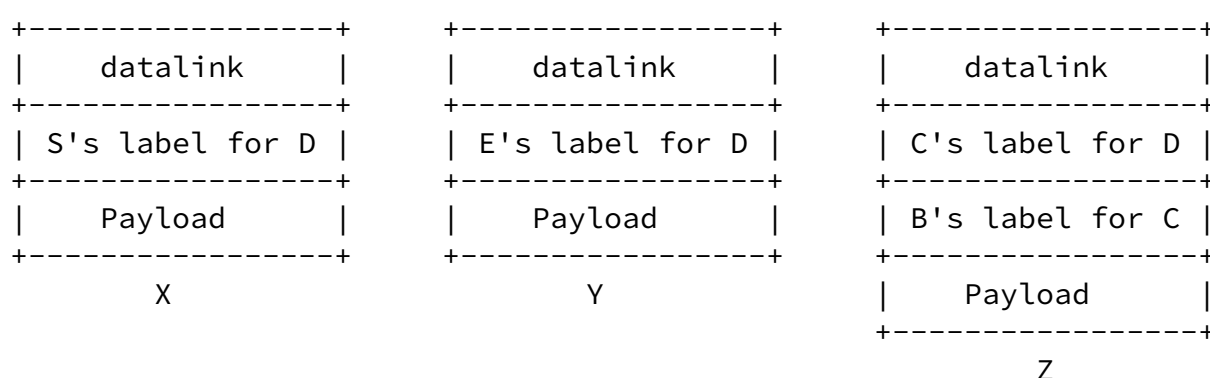 +-----------------+     +-----------------+     +-----------------+
|     datalink    |     |     datalink    |     |     datalink    |
+-----------------+     +-----------------+     +-----------------+
| S's label for D |     | E's label for D |     | C's label for D |
+-----------------+     +-----------------+     +-----------------+
|     Payload     |     |     Payload     |     | B's label for C |
+-----------------+     +-----------------+     +-----------------+
        X                       Y               |     Payload     |
                                                +-----------------+
                                                         Z